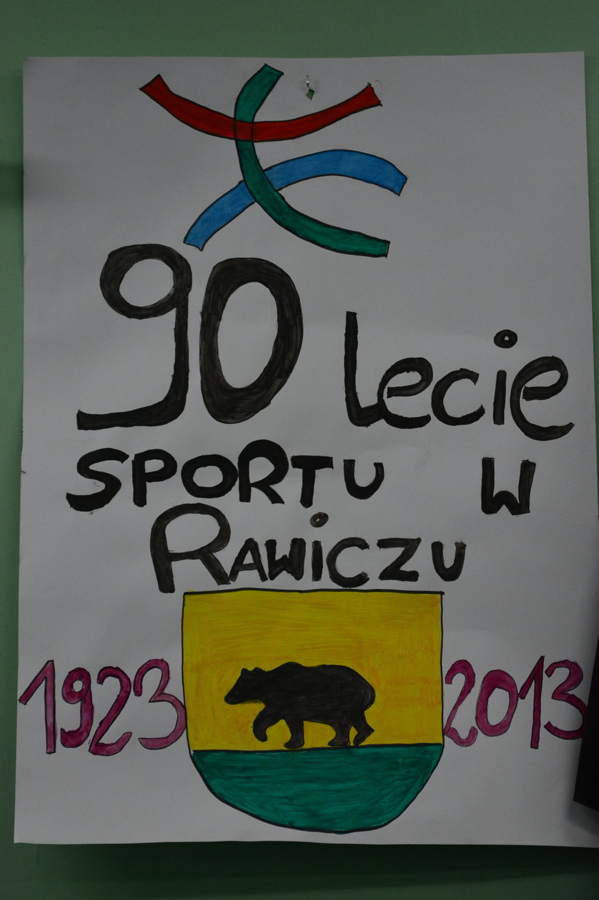 90 lecie
SPORTU W
RAWiCZU
1923 2013